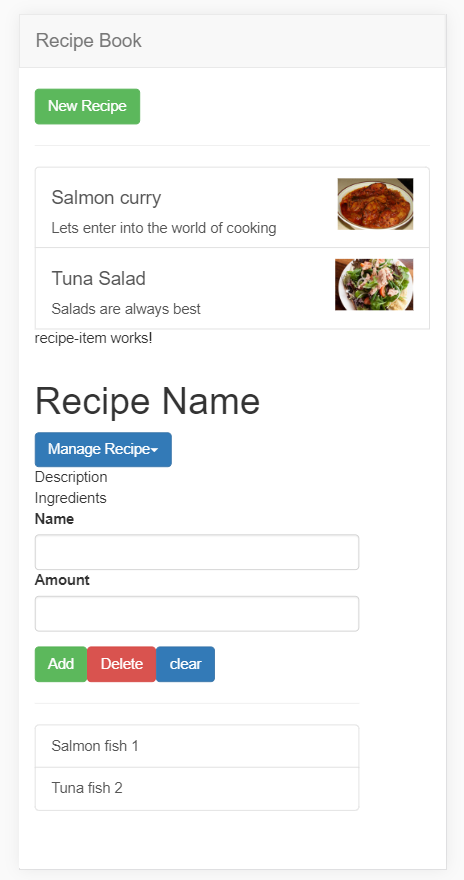 Recipe Book
New Recipe
Salmon curry
Lets enter into the world of cooking
Tuna Salad
Salads are always best
recipe-item works!
Recipe Name
Manage Recipe
Description
Ingredients
Name
Amount
Add Delete clear
Salmon fish 1
Tuna fish 2